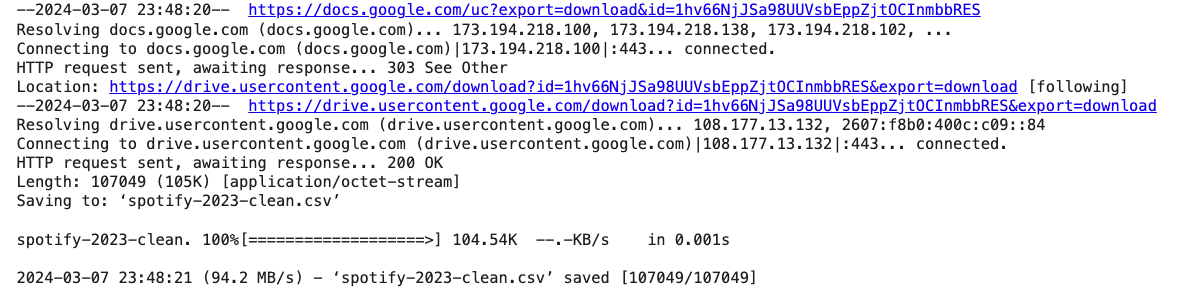 --2024-03-07 23:48:20--  https://docs.google.com/uc?export=download&id=1hv66NjJSa98UUVsbEppZjtOCInmbbRES
Resolving docs.google.com (docs.google.com)... 173.194.218.100, 173.194.218.138, 173.194.218.102, ...
Connecting to docs.google.com (docs.google.com)|173.194.218.100|:443... connected.
HTTP request sent, awaiting response... 303 See Other
Location: https://drive.usercontent.google.com/download?id=1hv66NjJSa98UUVsbEppZjtOCInmbbRES&export=download [following]
--2024-03-07 23:48:20--  https://drive.usercontent.google.com/download?id=1hv66NjJSa98UUVsbEppZjtOCInmbbRES&export=download
Resolving drive.usercontent.google.com (drive.usercontent.google.com)... 108.177.13.132, 2607:f8b0:400c:c09::84
Connecting to drive.usercontent.google.com (drive.usercontent.google.com)|108.177.13.132|:443... connected.
HTTP request sent, awaiting response... 200 OK
Length: 107049 (105K) [application/octet-stream]
Saving to: ‘spotify-2023-clean.csv’
spotify-2023-clean. 100%[===================>] 104.54K  --.-KB/s    in 0.001s
2024-03-07 23:48:21 (94.2 MB/s) - ‘spotify-2023-clean.csv’ saved [107049/107049]